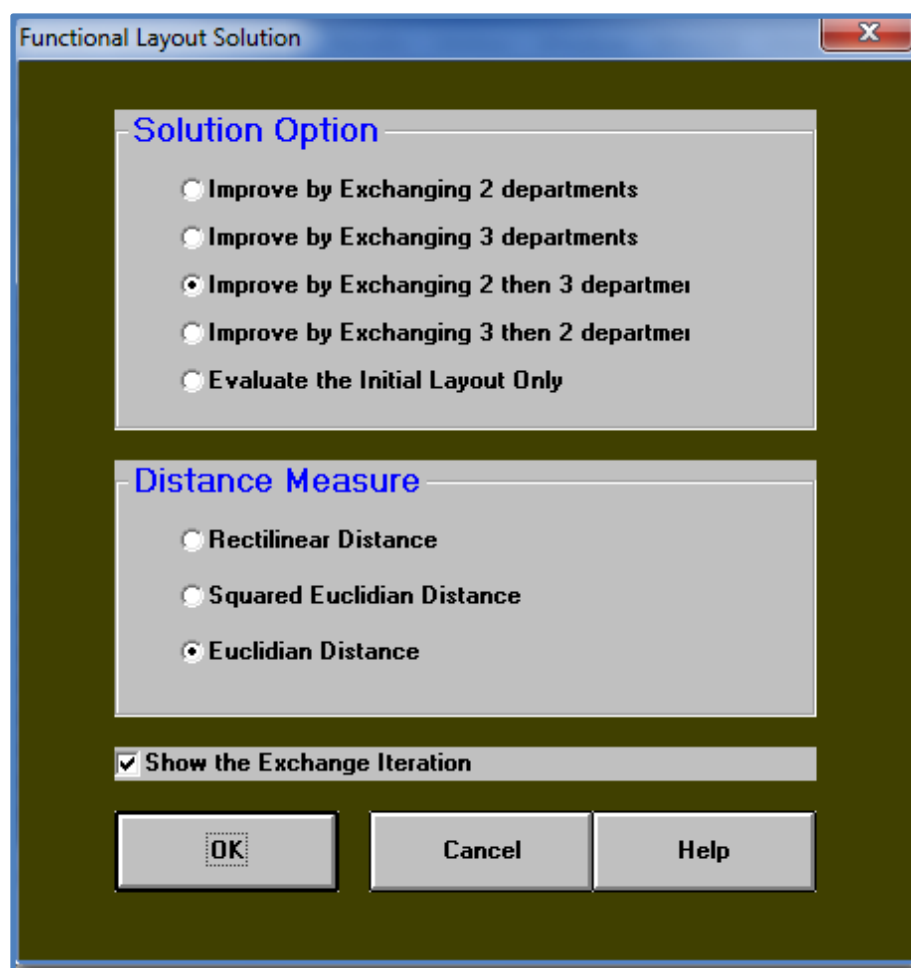 Functional Layout Solution
Solution Option
Improve by Exchanging 2 departments
Improve by Exchanging 3 departments
Improve by Exchanging 2 then 3 departmei
Improve by Exchanging 3 then 2 departmei
Evaluate the Initial Layout Only
Distance Measure
Rectilinear Distance
Squared Euclidian Distance
Euclidian Distance
Show the Exchange Iteration
OK Cancel Help